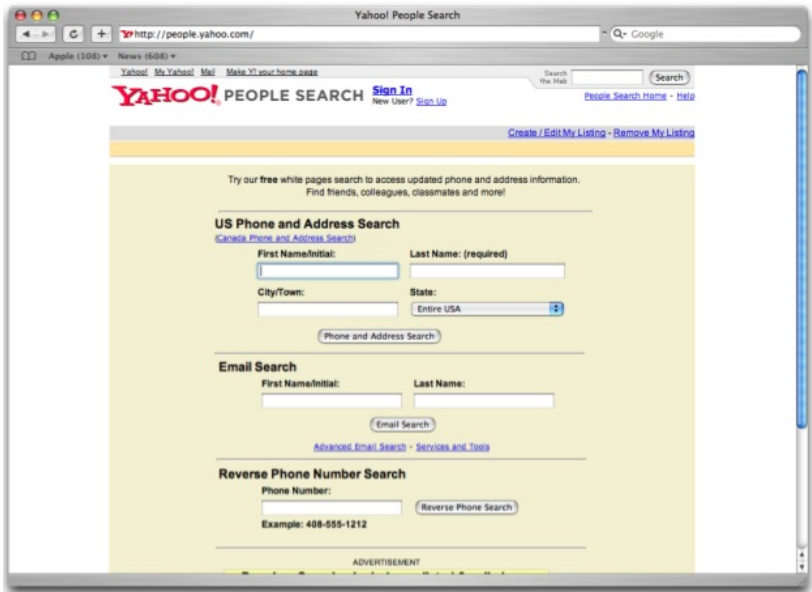 Yahoo! People Search
http://people.yahoo.com/
Q- Google
Apple (108) News (608)
Yahoo! My Yahoo! Mail Make Y! your home page
Search the Web
Search
YAHOO! PEOPLE SEARCH
Sign In
New User? Sign Up
People Search Home - Help
Create / Edit My Listing - Remove My Listing
Try our free white pages search to access updated phone and address information.
Find friends, colleagues, classmates and more!
US Phone and Address Search
(Canada Phone and Address Search)
First Name/Initial: Last Name: (required)
City/Town: State:
Entire USA
Phone and Address Search
Email Search
First Name/Initial: Last Name:
Email Search
Advanced Email Search - Services and Tools
Reverse Phone Number Search
Phone Number:
Reverse Phone Search
Example: 408-555-1212
ADVERTISEMENT